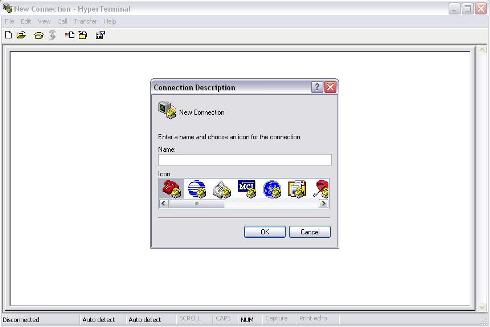 New Connection - HyperTerminal
File Edit View Call Transfer Help
Connection Description
New Connection
Enter a name and choose an icon for the connection:
Name:
Icon:
MCI
OK Cancel
Disconnected Auto detect Auto detect SCROLL CAPS NUM Capture Print echo